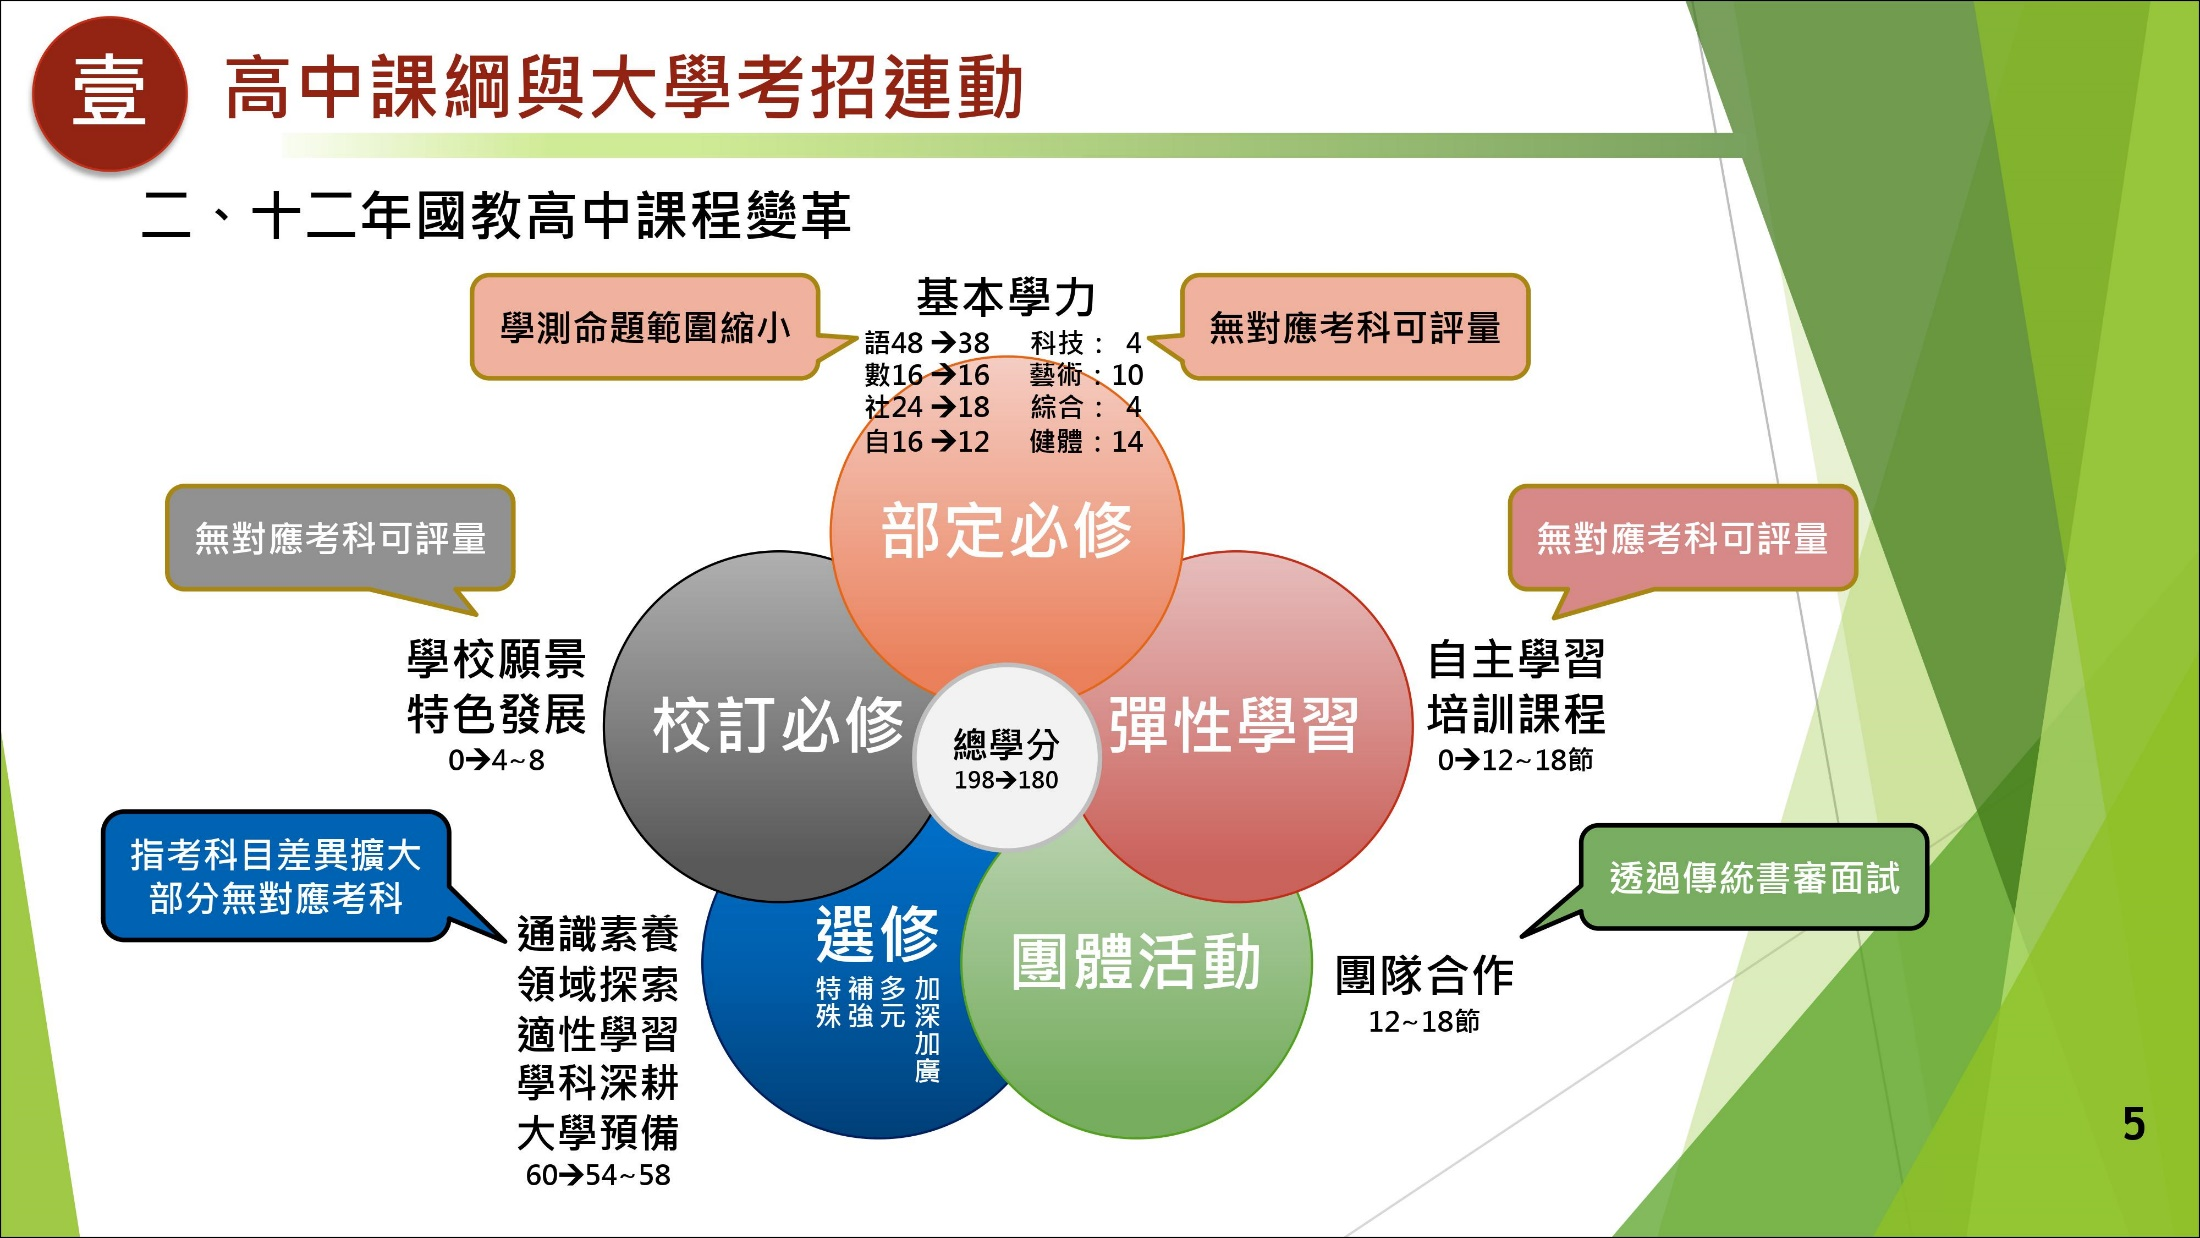 壹
高中課綱與大學考招連動
二、十二年國教高中課程變革
學測命題範圍縮小
基本學力
語48→38 科技： 4
數16→16 藝術：10
社24→18 綜合： 4
自16→12 健體：14
無對應考科可評量
部定必修
無對應考科可評量
學校願景
特色發展
0→4~8
校訂必修
總學分
198→180
彈性學習
無對應考科可評量
自主學習
培訓課程
0→12~18節
指考科目差異擴大
部分無對應考科
通識素養
領域探索
適性學習
學科深耕
大學預備
60→54~58
選修
加深加廣
多元
補強
特殊
團體活動
透過傳統書審面試
團隊合作
12~18節
5